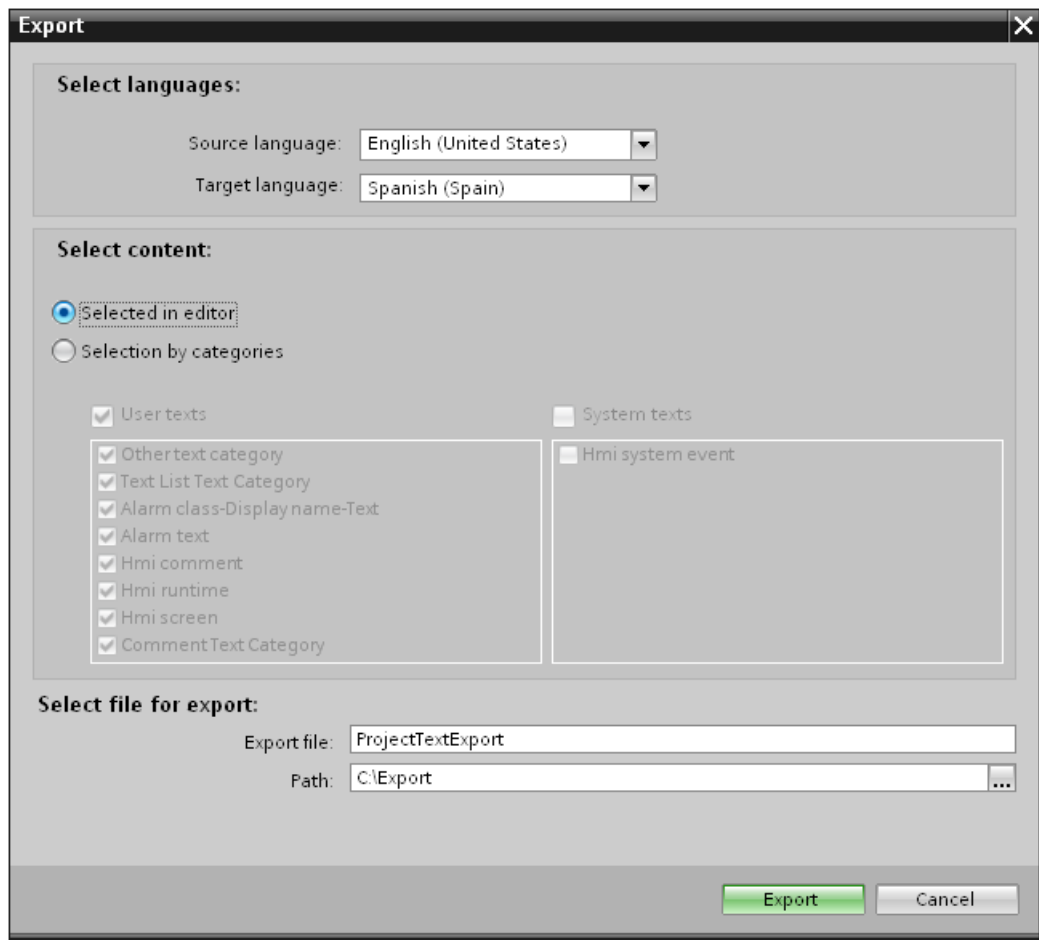 Export
Select languages:
Source language: English (United States)
Target language: Spanish (Spain)
Select content:
Selected in editor
Selection by categories
User texts
Other text category
Text List Text Category
Alarm class-Display name-Text
Alarm text
Hmi comment
Hmi runtime
Hmi screen
Comment Text Category
System texts
Hmi system event
Select file for export:
Export file: ProjectTextExport
Path: C:\Export ...
Export Cancel